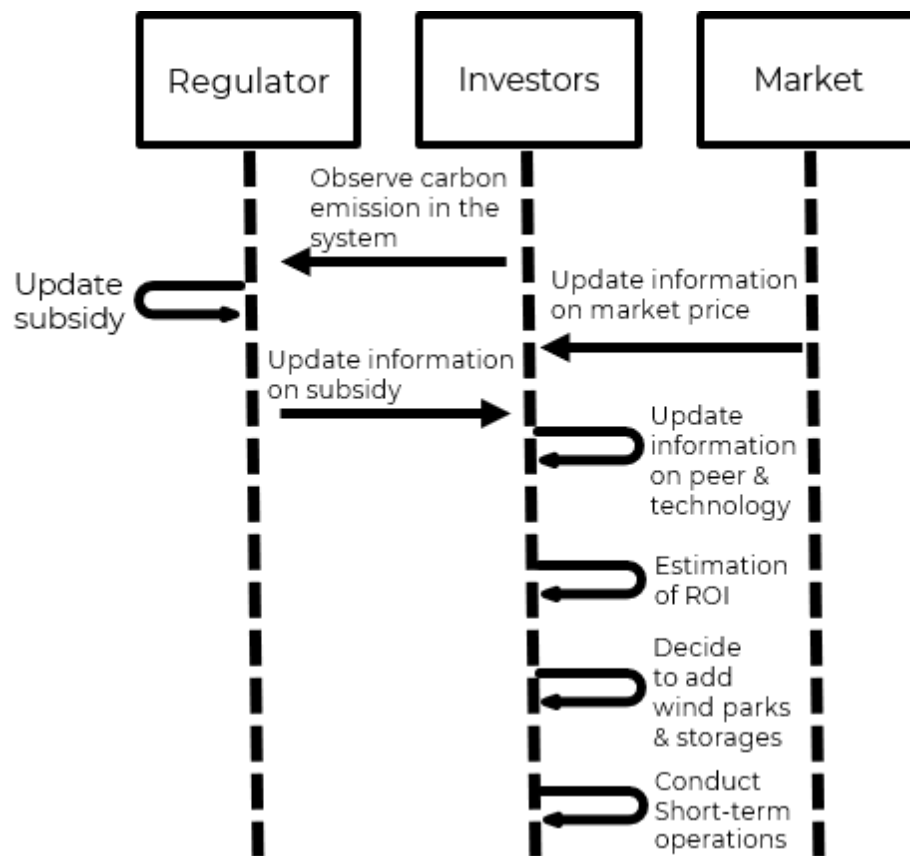 Regulator
Investors
Market
Observe carbon
emission in the
system
Update
subsidy
Update information
on market price
Update information
on subsidy
Update
information
on peer &
technology
Estimation
of ROI
Decide
to add
wind parks
& storages
Conduct
Short-term
operations